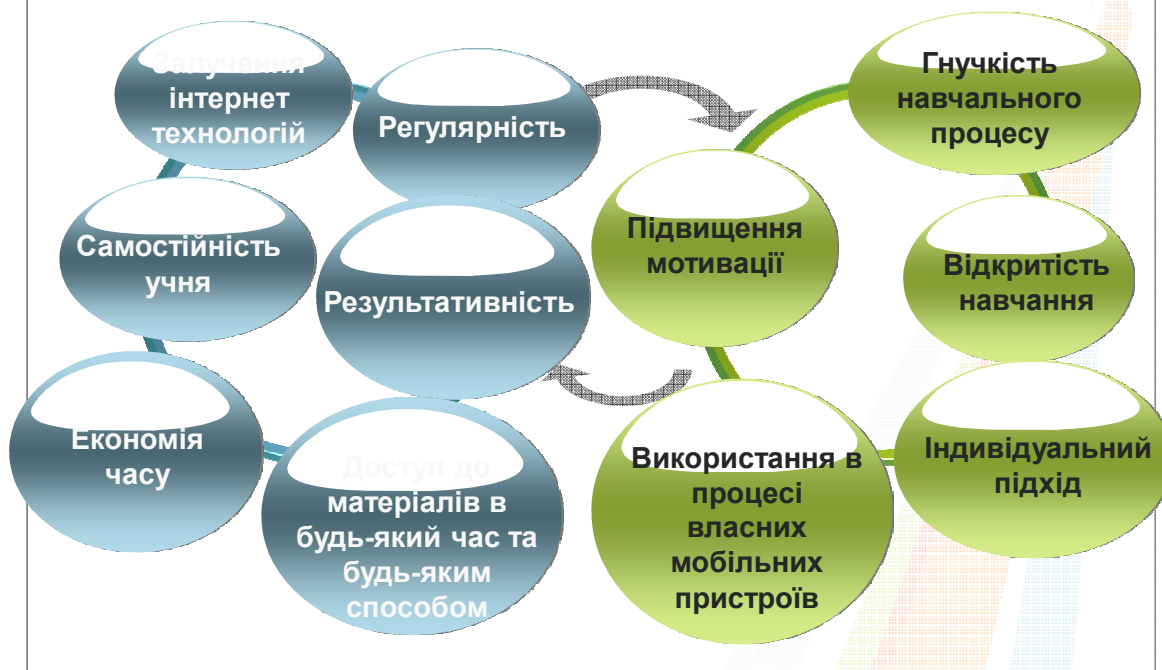 Залучення
інтернет
технологій
Регулярність
Самостійність
учня
Результативність
Економія
часу
Доступ до
матеріалів в
будь-який час та
будь-яким
способом
Гнучкість
навчального
процесу
Підвищення
мотивації
Відкритість
навчання
Використання в
процесі
власних
мобільних
пристроїв
Індивідуальний
підхід